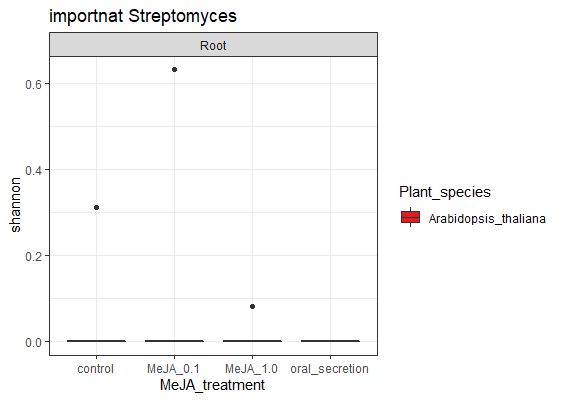 importnat Streptomyces
Root
0.6
0.4
0.2
0.0
shannon
control MeJA_0.1 MeJA_1.0 oral_secretion
MeJA_treatment
Plant_species
Arabidopsis_thaliana